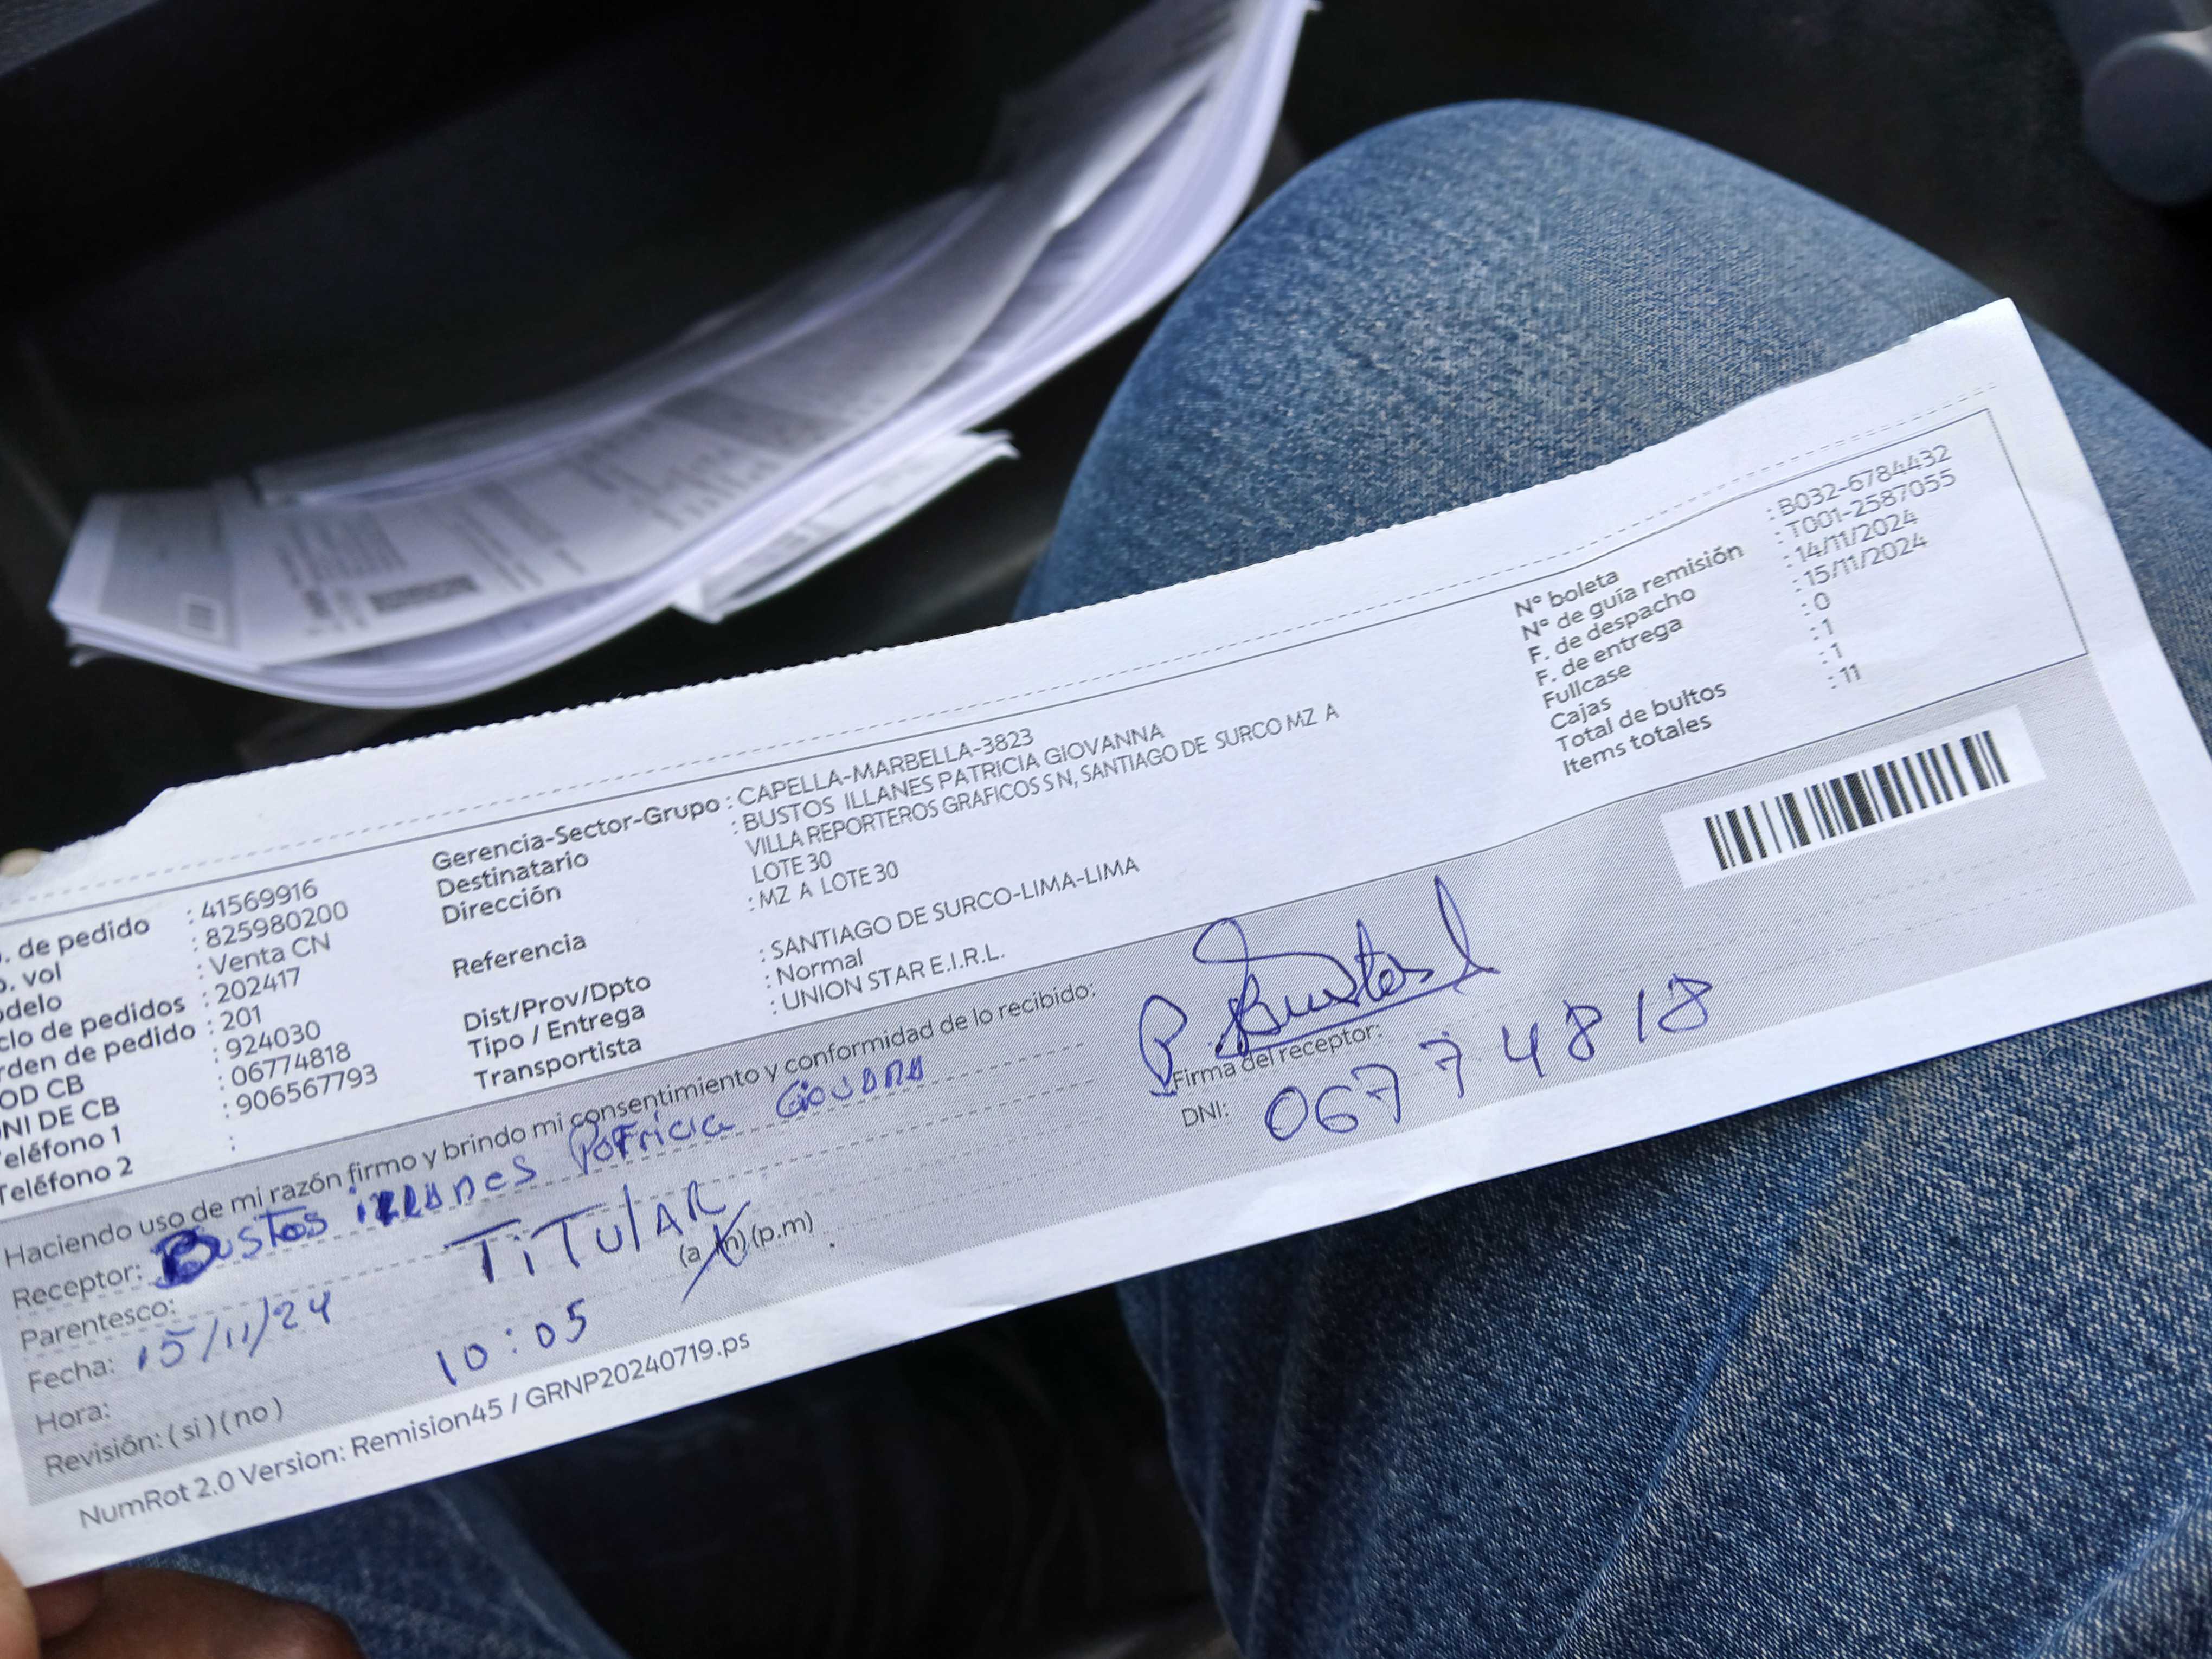 . de pedido : 41569916
o. vol : 825980200
odelo : Venta CN
clo de pedidos : 202417
rden de pedido : 201
OD CB : 924030
NI DE CB : 06774818
eléfono 1 : 906567793
Teléfono 2 :
Gerencia-Sector-Grupo : CAPELLA-MARBELLA-3823
Destinatario : BUSTOS ILLANES PATRICIA GIOVANNA
Dirección VILLA REPORTEROS GRAFICOS S N, SANTIAGO DE SURCO MZ A
LOTE 30
Referencia : MZ A LOTE 30
Dist/Prov/Dpto : SANTIAGO DE SURCO-LIMA-LIMA
Tipo / Entrega : Normal
Transportista : UNION STAR E.I.R.L.
N° boleta : B032-6784432
N° de guía remisión : T001-2587055
F. de despacho : 14/11/2024
F. de entrega : 15/11/2024
Fullcase : 0
Cajas : 1
Total de bultos : 1
Items totales : 11
Haciendo uso de mi razón firmo y brindo mi consentimiento y conformidad de lo recibido:
Receptor: Bustos illanes Patricia Giovana
Parentesco: TiTulAR
Fecha: 15/11/24
Hora: 10:05 (a.m) (p.m)
Revisión: (si) (no)
P. Bustos I
Firma del receptor:
DNI: 06774818
NumRot 2.0 Version: Remision45 / GRNP20240719.ps